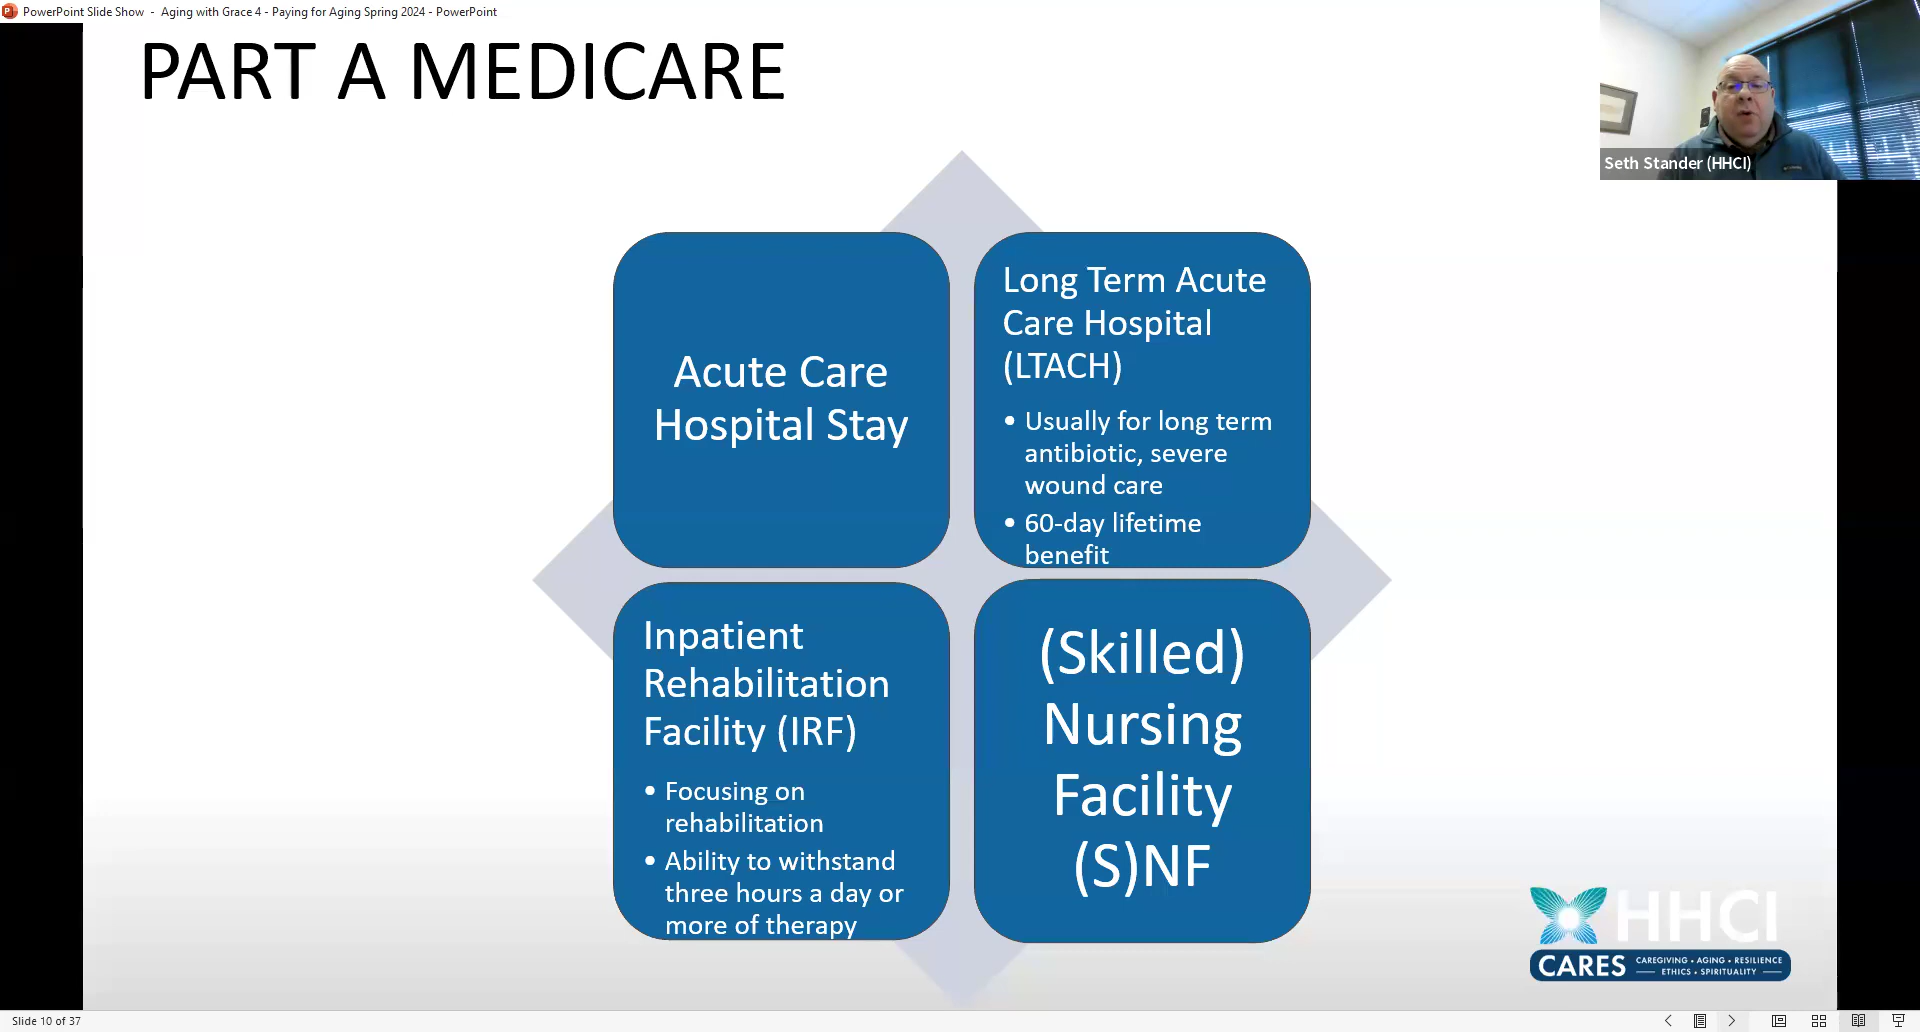 PowerPoint Slide Show - Aging with Grace 4 - Paying for Aging Spring 2024 - PowerPoint
PART A MEDICARE
Seth Stander (HHCI)
Acute Care
Hospital Stay
Long Term Acute
Care Hospital
(LTACH)
• Usually for long term
antibiotic, severe
wound care
• 60-day lifetime
benefit
Inpatient
Rehabilitation
Facility (IRF)
• Focusing on
rehabilitation
• Ability to withstand
three hours a day or
more of therapy
(Skilled)
Nursing
Facility
(S)NF
HHCI
CARES
CAREGIVING • AGING • RESILIENCE
ETHICS • SPIRITUALITY
Slide 10 of 37